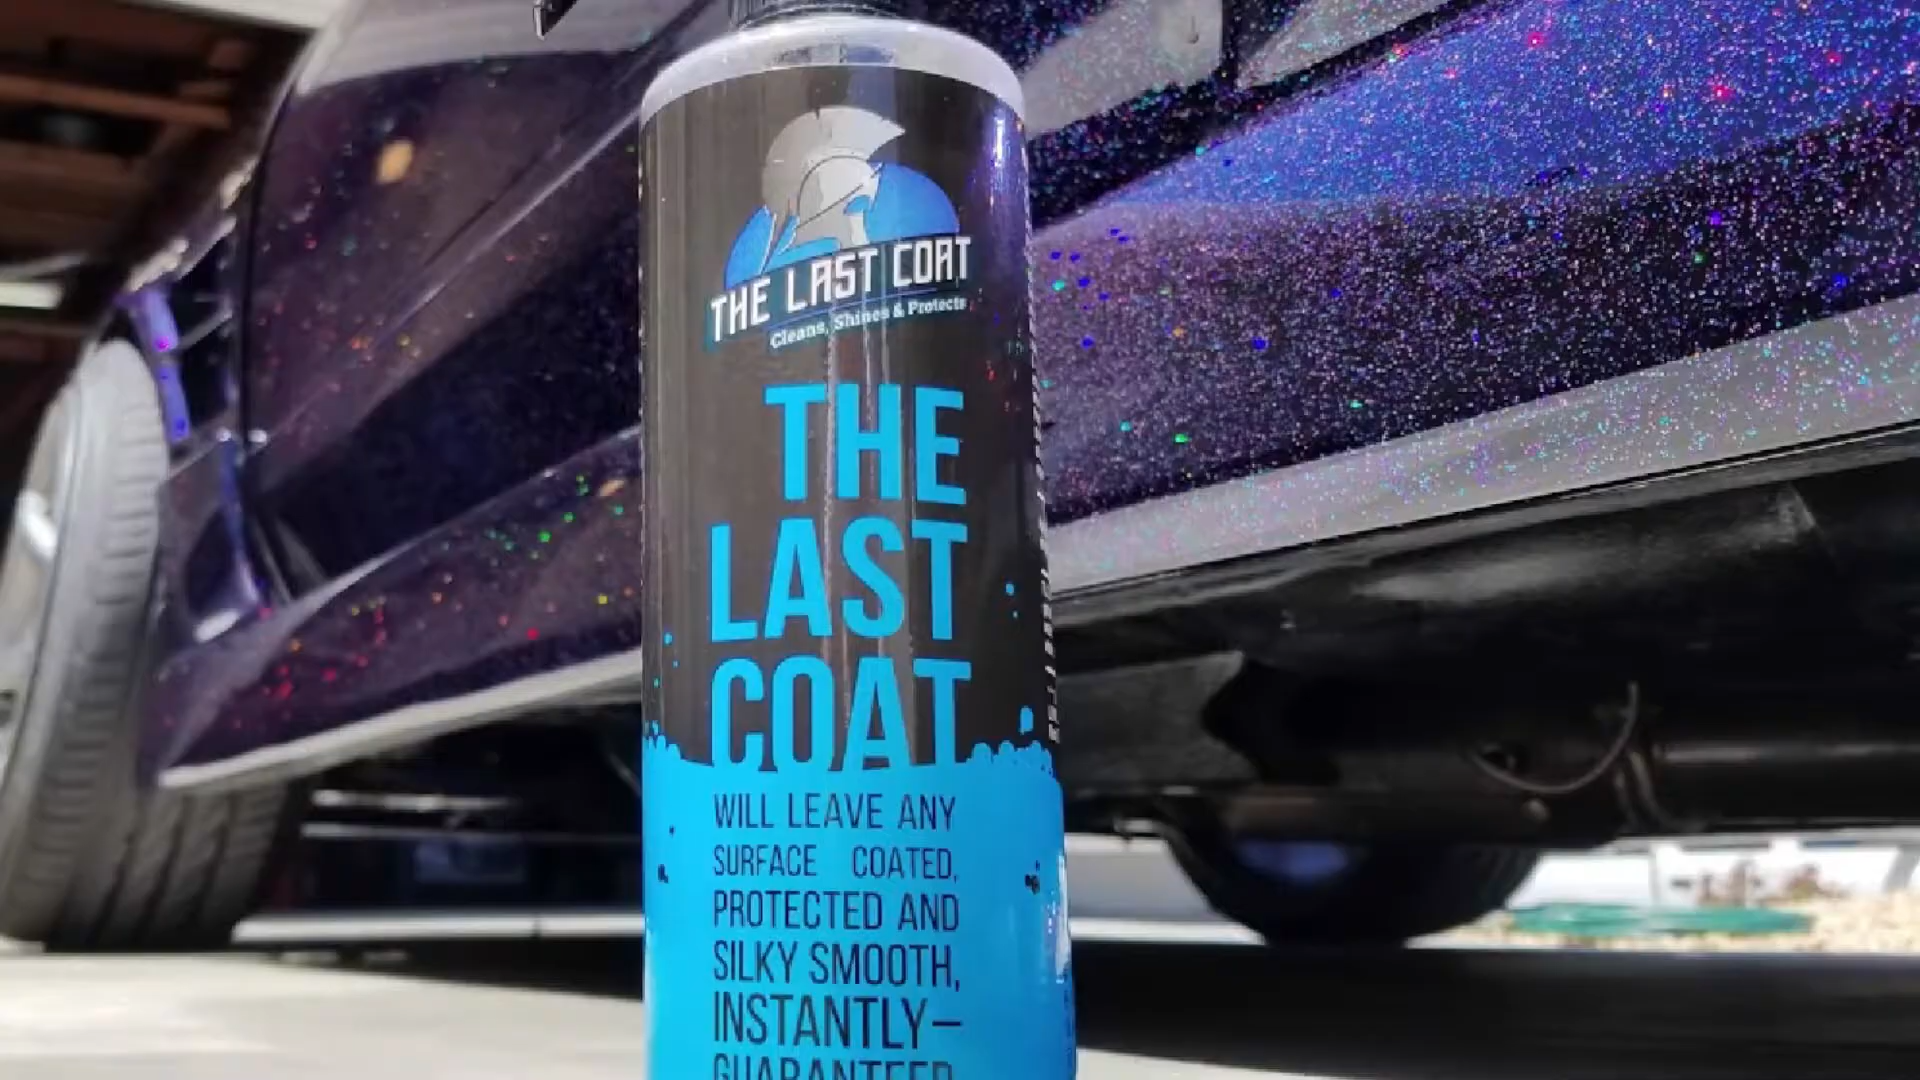 THE LAST COAT
Cleans, Shines & Protects
THE
LAST
COAT
WILL LEAVE ANY
SURFACE COATED,
PROTECTED AND
SILKY SMOOTH,
INSTANTLY–
GUARANTEED